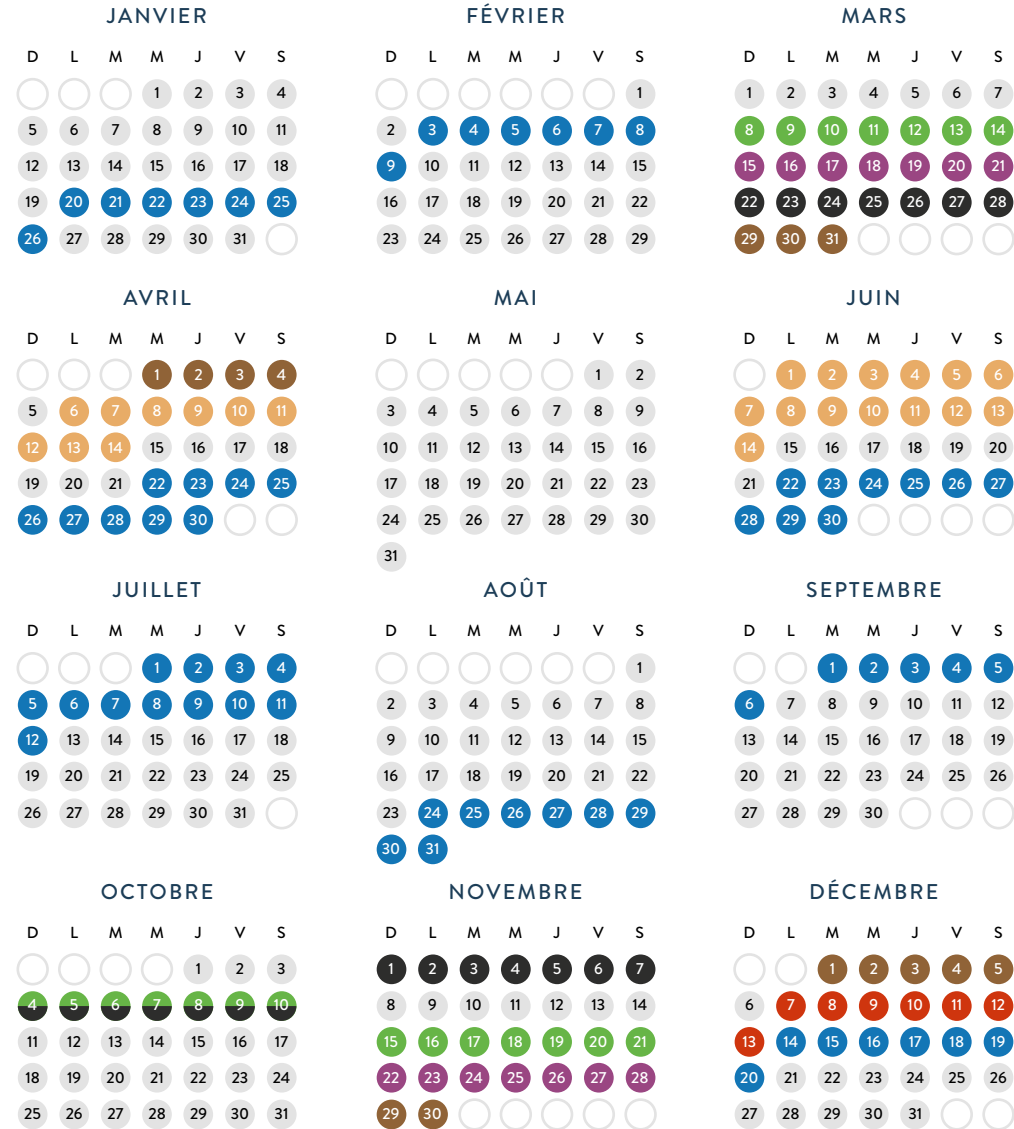 JANVIER
D L M M J V S
1 2 3 4
5 6 7 8 9 10 11
12 13 14 15 16 17 18
19 20 21 22 23 24 25
26 27 28 29 30 31
FÉVRIER
D L M M J V S
1
2 3 4 5 6 7 8
9 10 11 12 13 14 15
16 17 18 19 20 21 22
23 24 25 26 27 28 29
MARS
D L M M J V S
1 2 3 4 5 6 7
8 9 10 11 12 13 14
15 16 17 18 19 20 21
22 23 24 25 26 27 28
29 30 31
AVRIL
D L M M J V S
1 2 3 4
5 6 7 8 9 10 11
12 13 14 15 16 17 18
19 20 21 22 23 24 25
26 27 28 29 30
MAI
D L M M J V S
1 2
3 4 5 6 7 8 9
10 11 12 13 14 15 16
17 18 19 20 21 22 23
24 25 26 27 28 29 30
31
JUIN
D L M M J V S
1 2 3 4 5 6
7 8 9 10 11 12 13
14 15 16 17 18 19 20
21 22 23 24 25 26 27
28 29 30
JUILLET
D L M M J V S
1 2 3 4
5 6 7 8 9 10 11
12 13 14 15 16 17 18
19 20 21 22 23 24 25
26 27 28 29 30 31
AOÛT
D L M M J V S
1
2 3 4 5 6 7 8
9 10 11 12 13 14 15
16 17 18 19 20 21 22
23 24 25 26 27 28 29
30 31
SEPTEMBRE
D L M M J V S
1 2 3 4 5
6 7 8 9 10 11 12
13 14 15 16 17 18 19
20 21 22 23 24 25 26
27 28 29 30
OCTOBRE
D L M M J V S
1 2 3
4 5 6 7 8 9 10
11 12 13 14 15 16 17
18 19 20 21 22 23 24
25 26 27 28 29 30 31
NOVEMBRE
D L M M J V S
1 2 3 4 5 6 7
8 9 10 11 12 13 14
15 16 17 18 19 20 21
22 23 24 25 26 27 28
29 30
DÉCEMBRE
D L M M J V S
1 2 3 4 5
6 7 8 9 10 11 12
13 14 15 16 17 18 19
20 21 22 23 24 25 26
27 28 29 30 31